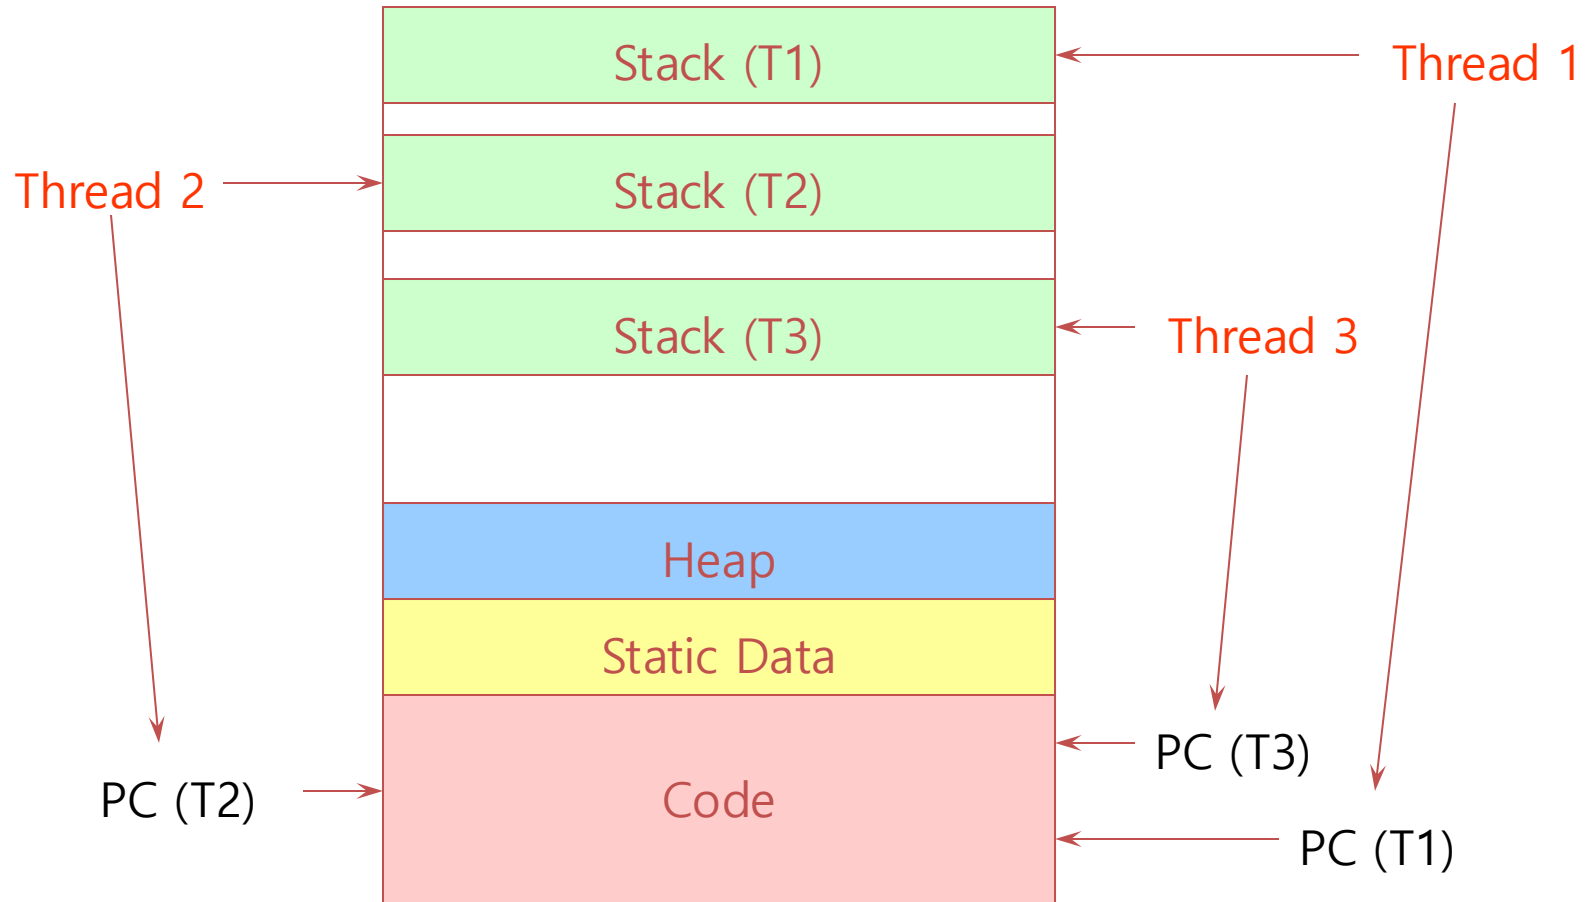 Stack (T1)
Thread 1
Thread 2
Stack (T2)
Stack (T3)
Thread 3
Heap
Static Data
PC (T3)
PC (T2)
Code
PC (T1)